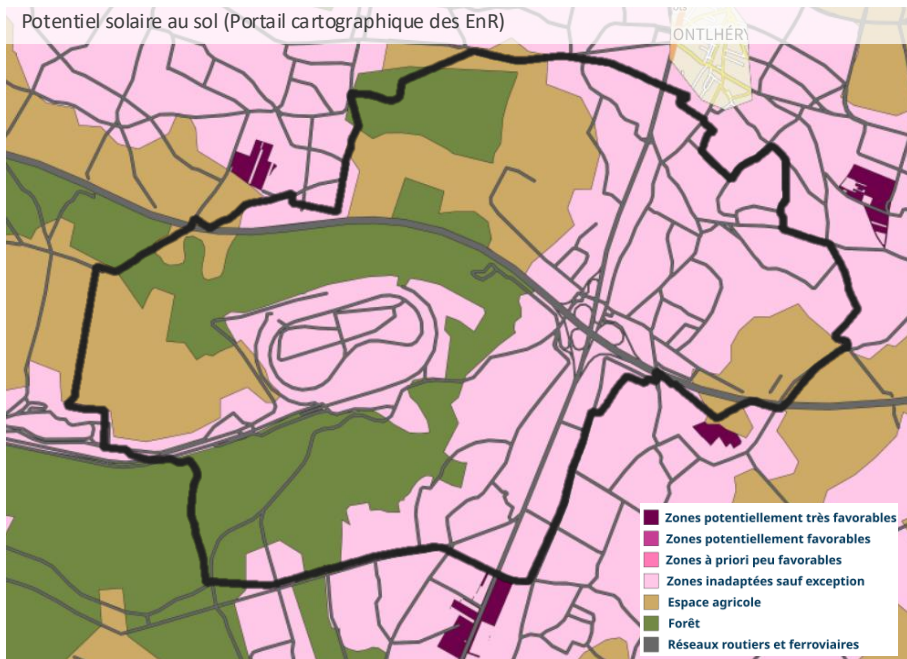 Potentiel solaire au sol (Portail cartographique des EnR)
ONTLHÉRY
Zones potentiellement très favorables
Zones potentiellement favorables
Zones à priori peu favorables
Zones inadaptées sauf exception
Espace agricole
Forêt
Réseaux routiers et ferroviaires